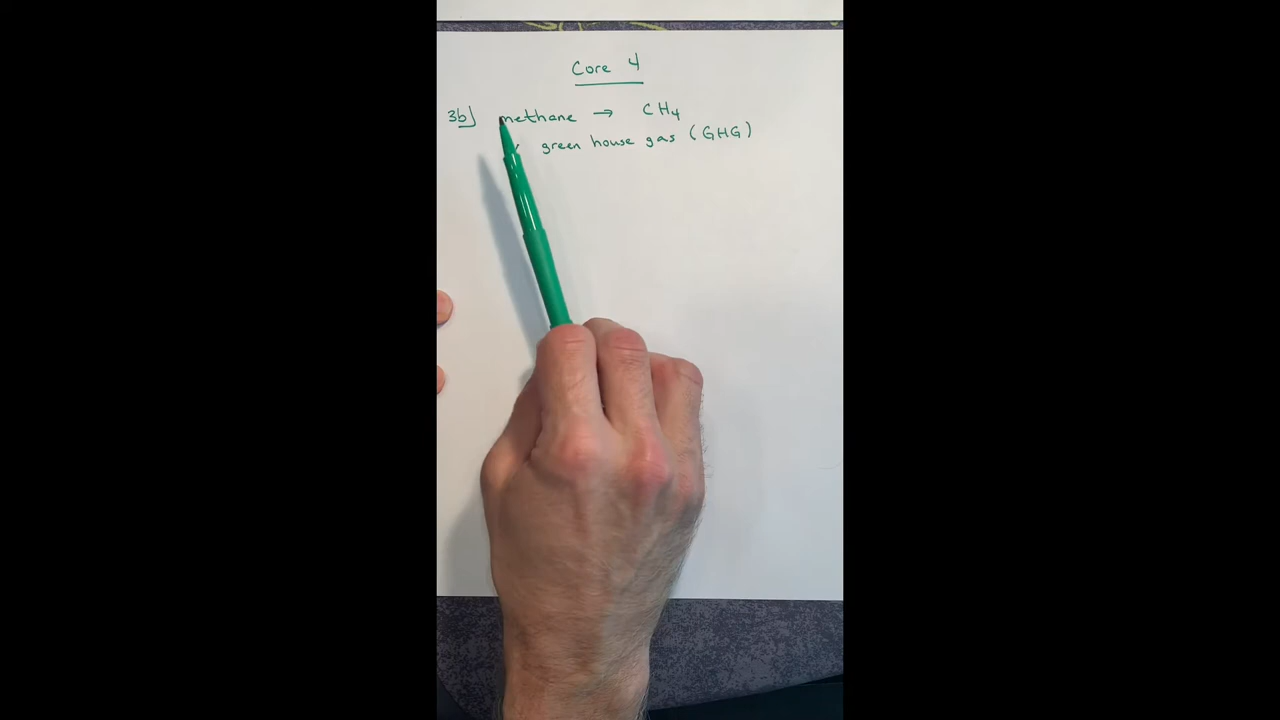 Core 4
3b) methane → CH₄
green house gas (GHG)